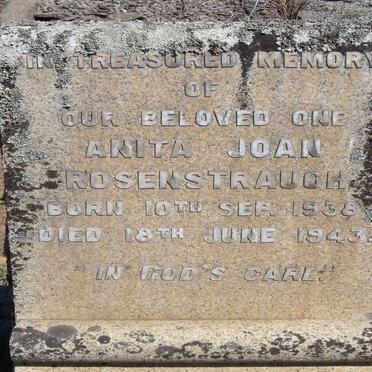 IN TREASURED MEMORY
OF
OUR BELOVED ONE
ANITA JOAN
ROSENSTRAUCH
BORN 10TH SEP. 1938
DIED 18TH JUNE 1943.
"IN GOD'S CARE."